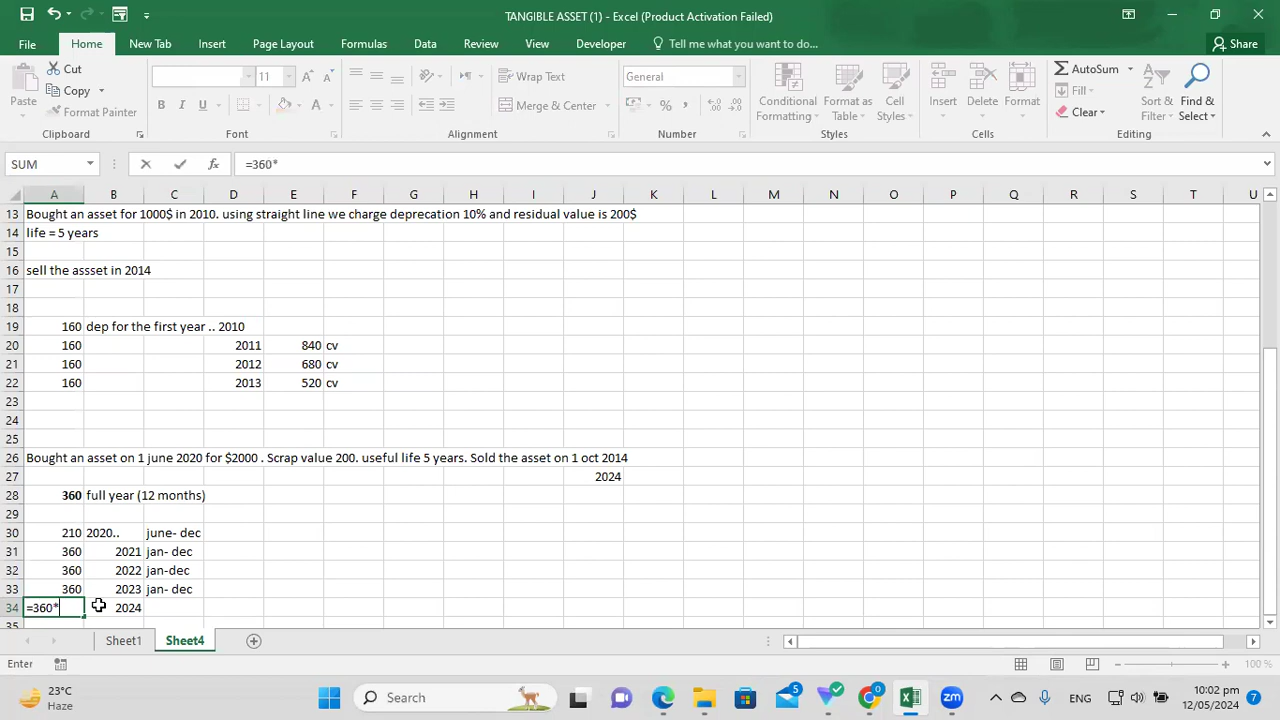 TANGIBLE ASSET (1) - Excel (Product Activation Failed)
File Home New Tab Insert Page Layout Formulas Data Review View Developer Tell me what you want to do... Share
Cut
Copy
Format Painter
Paste
Clipboard
11
B I U
A
Font
Wrap Text
Merge & Center
Alignment
General
% ,
Number
Conditional Formatting
Format as Table
Cell Styles
Styles
Insert
Delete
Format
Cells
AutoSum
Fill
Clear
Sort & Filter
Find & Select
Editing
SUM fx =360*
A B C D E F G H I J K L M N O P Q R S T U
13 Bought an asset for 1000$ in 2010. using straight line we charge deprecation 10% and residual value is 200$
14 life = 5 years
15
16 sell the assset in 2014
17
18
19 160 dep for the first year .. 2010
20 160 2011 840 cv
21 160 2012 680 cv
22 160 2013 520 cv
23
24
25
26 Bought an asset on 1 june 2020 for $2000 . Scrap value 200. useful life 5 years. Sold the asset on 1 oct 2014
27 2024
28 360 full year (12 months)
29
30 210 2020.. june- dec
31 360 2021 jan- dec
32 360 2022 jan-dec
33 360 2023 jan- dec
34 =360* 2024
35
Sheet1 Sheet4
Enter 100 %
23°C
Haze
Search
5
0
zm
ENG
10:02 pm
12/05/2024
7